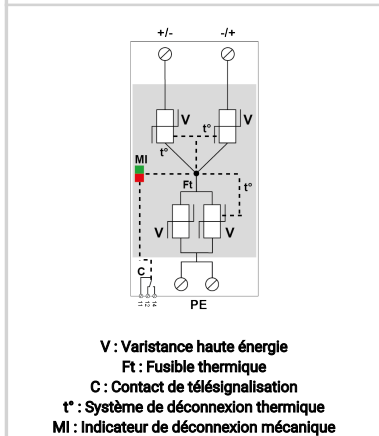 +/- -/+
V V
t°
t°
MI
Ft t°
V V
C
PE
V : Varistance haute énergie
Ft : Fusible thermique
C : Contact de télésignalisation
t° : Système de déconnexion thermique
MI : Indicateur de déconnexion mécanique